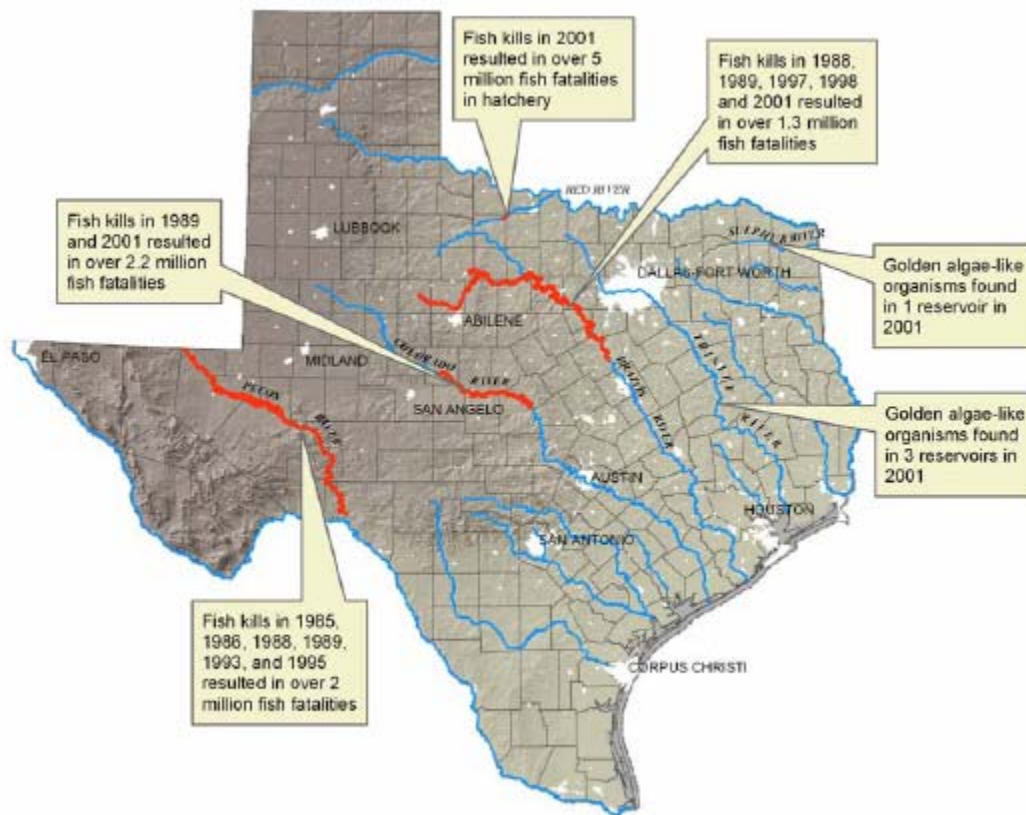 Fish kills in 2001
resulted in over 5
million fish fatalities
in hatchery
Fish kills in 1988,
1989, 1997, 1998
and 2001 resulted
in over 1.3 million
fish fatalities
RED RIVER
Fish kills in 1989
and 2001 resulted
in over 2.2 million
fish fatalities
LUBBOCK
SULPHUR RIVER
DALLAS-FORT WORTH
Golden algae-like
organisms found
in 1 reservoir in
2001
ABILENE
EL PASO
MIDLAND
COLORADO
RIVER
BRAZOS
RIVER
TRINITY
RIVER
PECOS
RIVER
SAN ANGELO
Golden algae-like
organisms found
in 3 reservoirs in
2001
AUSTIN
HOUSTON
SAN ANTONIO
Fish kills in 1985,
1986, 1988, 1989,
1993, and 1995
resulted in over 2
million fish fatalities
CORPUS CHRISTI